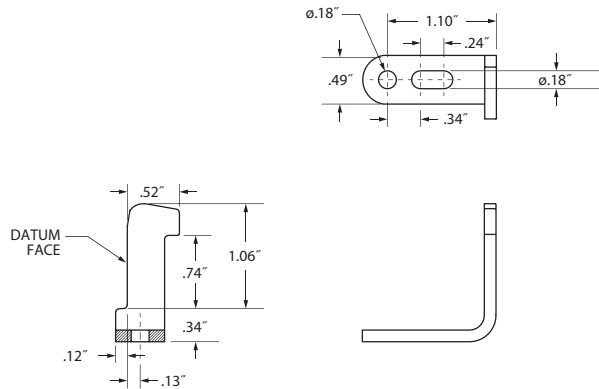 ø.18″
1.10″
.24″
.49″
ø.18″
.34″
.52″
DATUM
FACE
1.06″
.74″
.34″
.12″
.13″